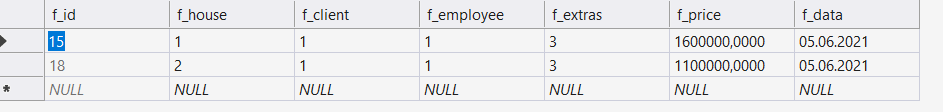 f_id f_house f_client f_employee f_extras f_price f_data
15 1 1 1 3 1600000,0000 05.06.2021
18 2 1 1 3 1100000,0000 05.06.2021
* NULL NULL NULL NULL NULL NULL NULL